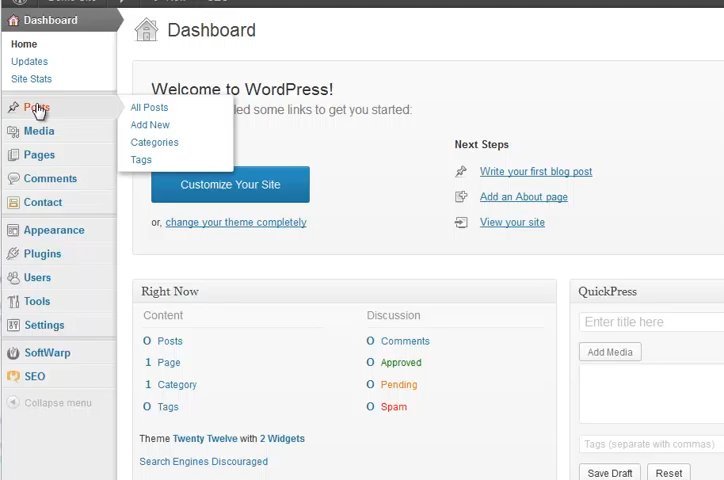 Dashboard
Home
Updates
Site Stats
Posts
Media
Pages
Comments
Contact
Appearance
Plugins
Users
Tools
Settings
SoftWarp
SEO
Collapse menu
All Posts
Add New
Categories
Tags
Dashboard
Welcome to WordPress!
led some links to get you started:
Customize Your Site
or, change your theme completely
Next Steps
Write your first blog post
Add an About page
View your site
Right Now
Content
0 Posts
1 Page
1 Category
0 Tags
Discussion
0 Comments
0 Approved
0 Pending
0 Spam
Theme Twenty Twelve with 2 Widgets
Search Engines Discouraged
QuickPress
Enter title here
Add Media
Tags (separate with commas)
Save Draft
Reset